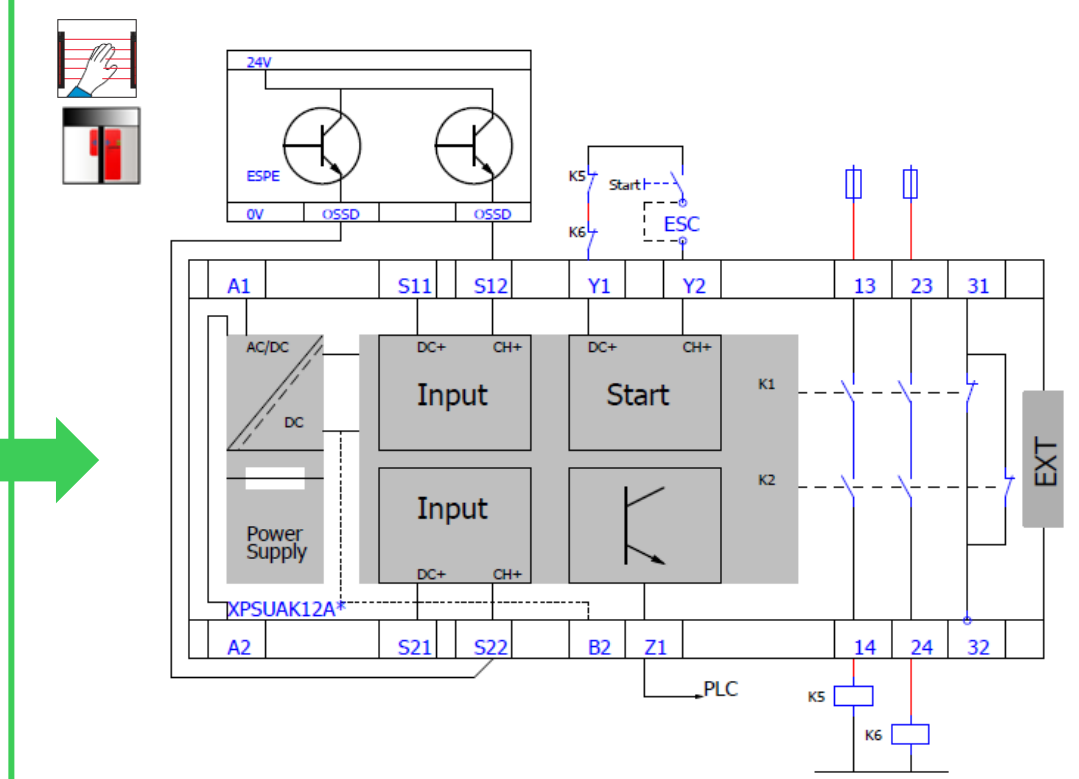 24V
ESPE
0V OSSD OSSD
K5 Start
K6 ESC
A1 S11 S12 Y1 Y2 13 23 31
AC/DC DC+ CH+ DC+ CH+
Input Start K1
DC
Input K2 EXT
Power
Supply
DC+ CH+
XPSUAK12A*
A2 S21 S22 B2 Z1 14 24 32
PLC
K5
K6